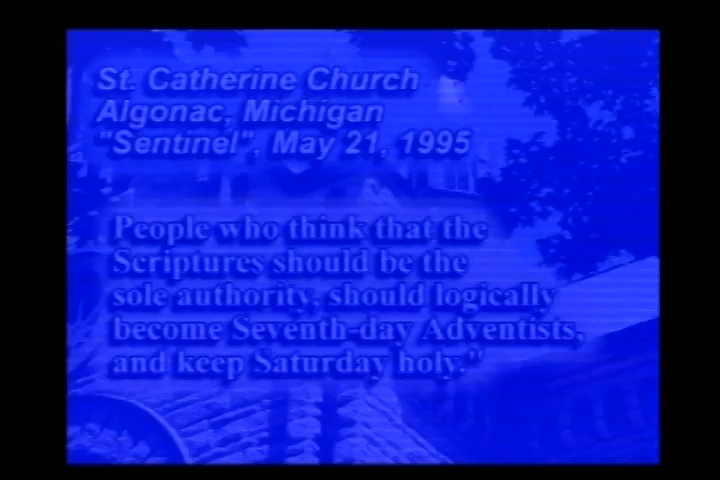 St. Catherine Church
Algonac, Michigan
"Sentinel", May 21, 1995
People who think that the
Scriptures should be the
sole authority, should logically
become Seventh-day Adventists,
and keep Saturday holy."